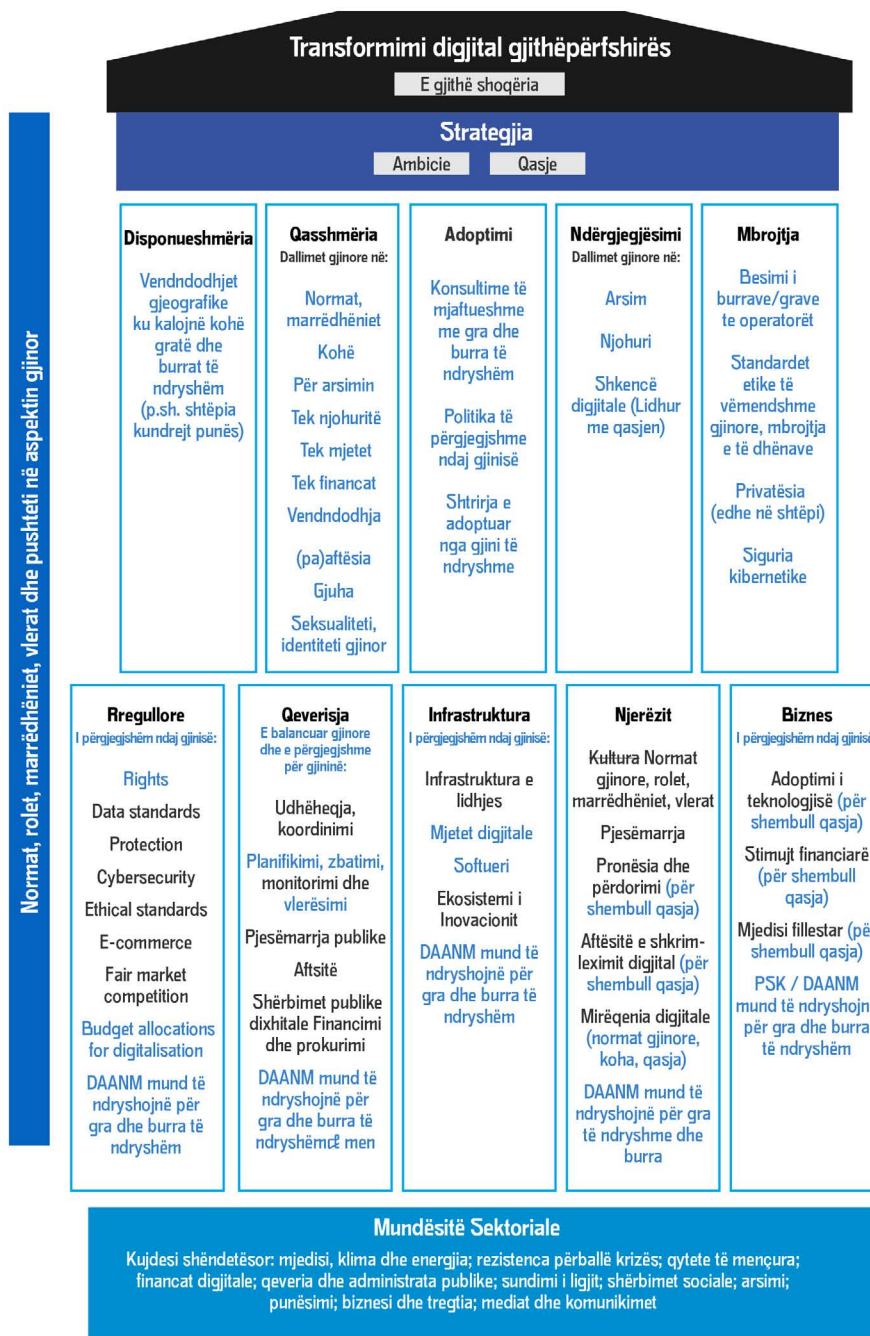 Transformimi digjital gjithëpërfshirës
E gjithë shoqëria
Strategjia
Ambicie
Qasje
Normat, rolet, marrëdhëniet, vlerat dhe pushteti në aspektin gjinor
Disponueshmëria
Vendndodhjet
gjeografike
ku kalojnë kohë
gratë dhe
burrat të
ndryshëm
(p.sh. shtëpia
kundrejt punës)
Qasshmëria
Dallimet gjinore në:
Normat,
marrëdhëniet
Kohë
Për arsimin
Tek njohuritë
Tek mjetet
Tek financat
Vendndodhja
(pa)aftësia
Gjuha
Seksualiteti,
identiteti gjinor
Adoptimi
Konsultime të
mjaftueshme
me gra dhe
burra të
ndryshëm
Politika të
përgjegjshme
ndaj gjinisë
Shtrirja e
adoptuar
nga gjini të
ndryshme
Ndërgjegjësimi
Dallimet gjinore në:
Arsim
Njohuri
Shkencë
digjitale (Lidhur
me qasjen)
Mbrojtja
Besimi i
burrave/grave
te operatorët
Standardet
etike të
vëmendshme
gjinore, mbrojtja
e të dhënave
Privatësia
(edhe në shtëpi)
Siguria
kibernetike
Rregullore
I përgjegjshëm ndaj gjinisë:
Rights
Data standards
Protection
Cybersecurity
Ethical standards
E-commerce
Fair market
competition
Budget allocations
for digitalisation
DAANM mund të
ndryshojnë për
gra dhe burra të
ndryshëm
Qeverisja
E balancuar gjinore
dhe e përgjegjshme
për gjininë:
Udhëheqja,
koordinimi
Planifikimi, zbatimi,
monitorimi dhe
vlerësimi
Pjesëmarrja publike
Aftsitë
Shërbimet publike
dixhitale Financimi
dhe prokurimi
DAANM mund të
ndryshojnë për
gra dhe burra të
ndryshëm& men
Infrastruktura
I përgjegjshëm ndaj gjinisë:
Infrastruktura e
lidhjes
Mjetet digjitale
Softueri
Ekosistemi i
Inovacionit
DAANM mund të
ndryshojnë për
gra dhe burra të
ndryshëm
Njerëzit
Kultura Normat
gjinore, rolet,
marrëdhëniet, vlerat
Pjesëmarrja
Pronësia dhe
përdorimi (për
shembull qasja)
Aftësitë e shkrim-
leximit digjital (për
shembull qasja)
Mirëqenia digjitale
(normat gjinore,
koha, qasja)
DAANM mund të
ndryshojnë për gra
të ndryshme dhe
burra
Biznes
I përgjegjshëm ndaj gjinisë
Adoptimi i
teknologjisë (për
shembull qasja)
Stimujt financiarë
(për shembull
qasja)
Mjedisi fillestar (pë
shembull qasja)
PSK / DAANM
mund të ndryshojn
për gra dhe burra
të ndryshëm
Mundësitë Sektoriale
Kujdesi shëndetësor: mjedisi, klima dhe energjia; rezistenca përballë krizës; qytete të mençura;
financat digjitale; qeveria dhe administrata publike; sundimi i ligjit; shërbimet sociale; arsimi;
punësimi; biznesi dhe tregtia; mediat dhe komunikimet